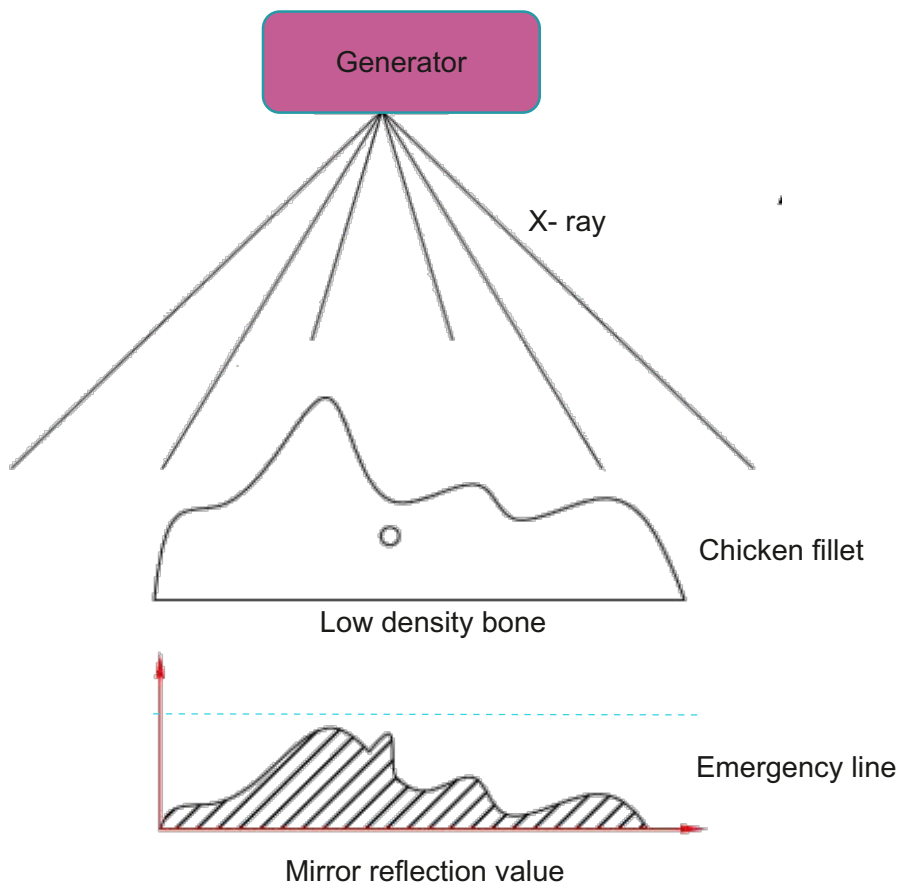 Generator
X- ray
Chicken fillet
Low density bone
Emergency line
Mirror reflection value